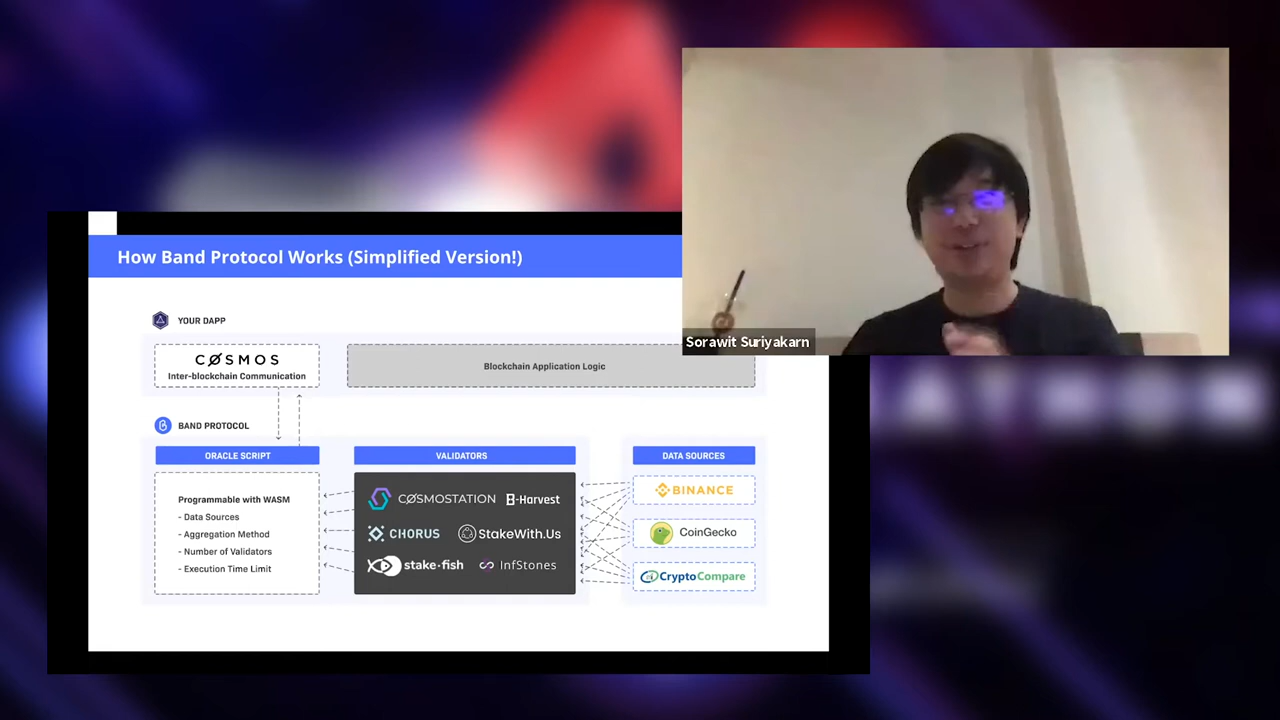 How Band Protocol Works (Simplified Version!)
YOUR DAPP
COSMOS
Inter-blockchain Communication
Blockchain Application Logic
BAND PROTOCOL
ORACLE SCRIPT
Programmable with WASM
- Data Sources
- Aggregation Method
- Number of Validators
- Execution Time Limit
VALIDATORS
COSMOSTATION
B-Harvest
CHORUS
StakeWith.Us
stake·fish
InfStones
DATA SOURCES
BINANCE
CoinGecko
CryptoCompare
Sorawit Suriyakarn